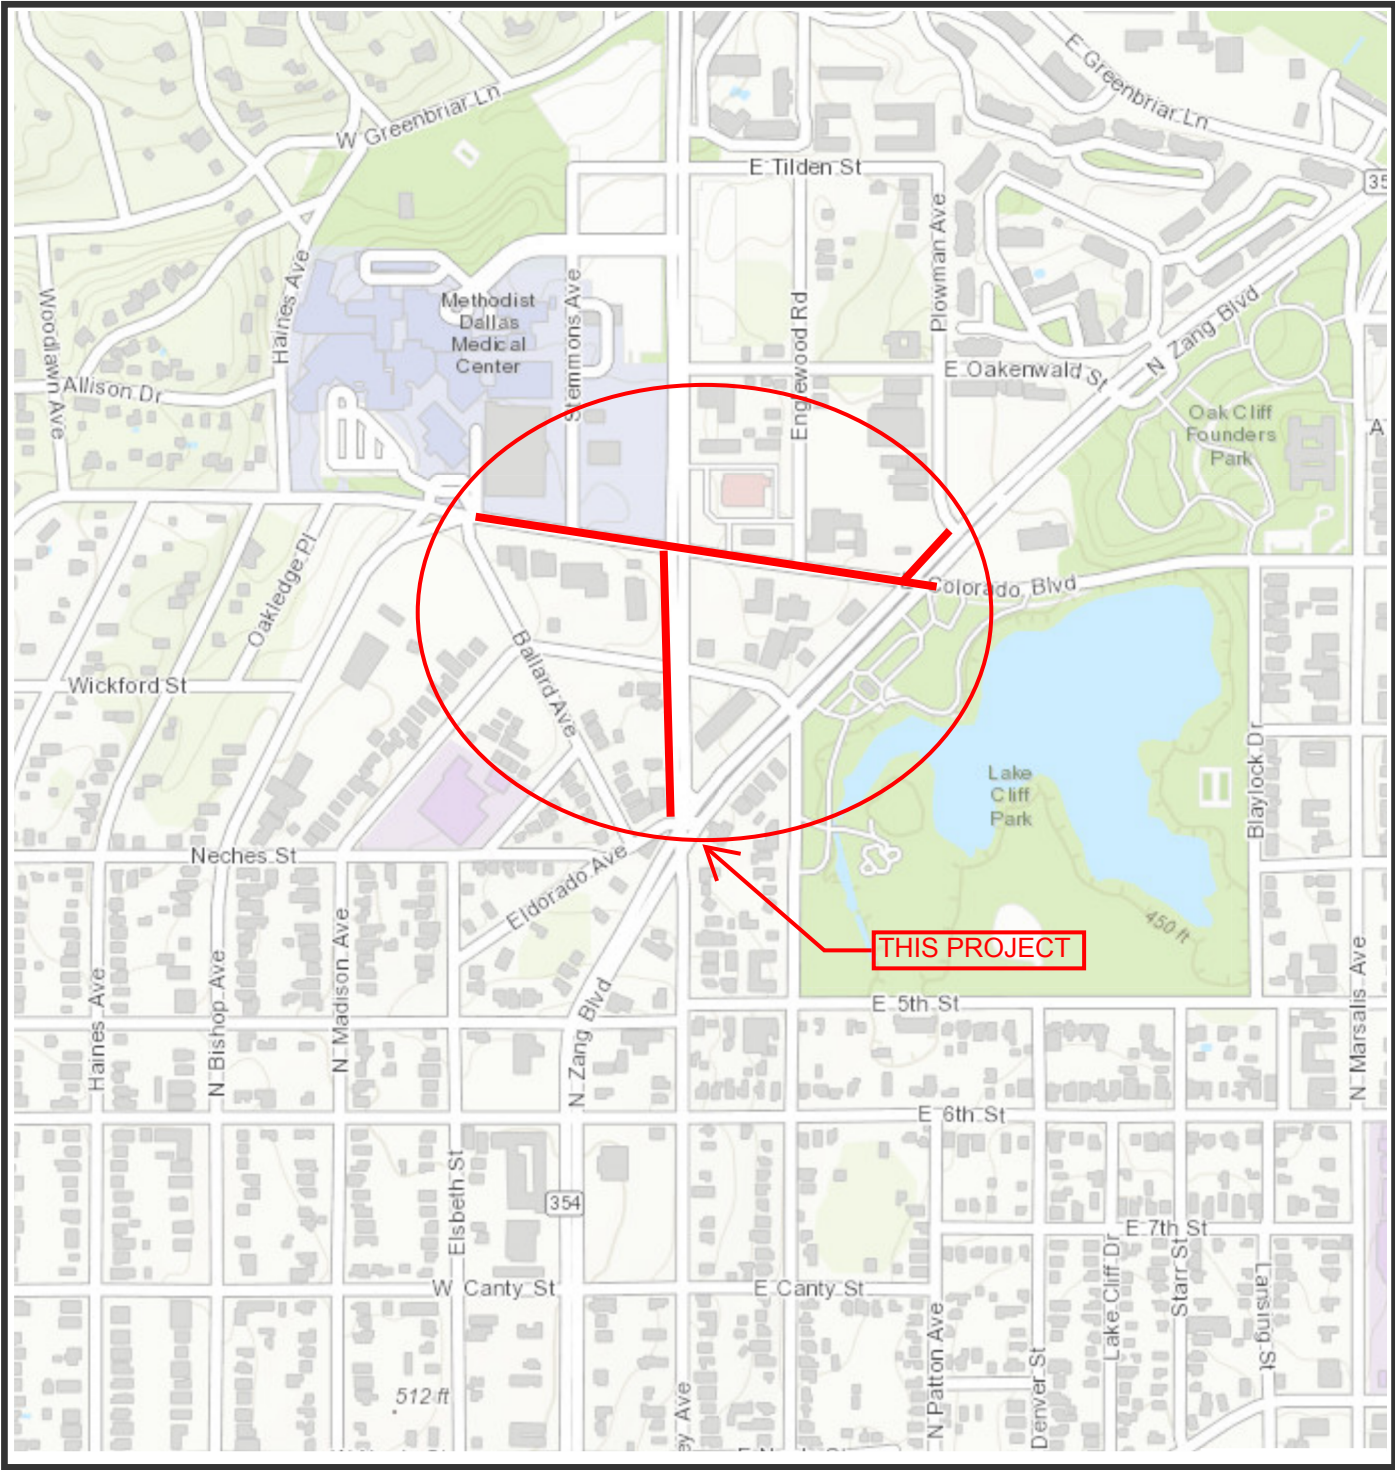 E Greenbriar Ln
W Greenbriar Ln
E Tilden St
35
Plowman Ave
Haines Ave
Woodlawn Ave
Methodist
Dallas
Medical
Center
Stemmons Ave
Englewood Rd
N Zang Blvd
E Oakenwald St
Allison Dr
Oak Cliff
Founders
Park
A
Oakledge Pl
Colorado Blvd
Ballard Ave
Wickford St
Lake
Cliff
Park
Blaylock Dr
Neches St
Eldorado Ave
450 ft
THIS PROJECT
Haines Ave
N Bishop Ave
N Madison Ave
N Zang Blvd
E 5th St
N Marsalis Ave
E 6th St
Elsbeth St
354
E 7th St
Lake Cliff Dr
Starr St
Lansing St
W Canty St
E Canty St
N Patton Ave
Denver St
512 ft
ey Ave